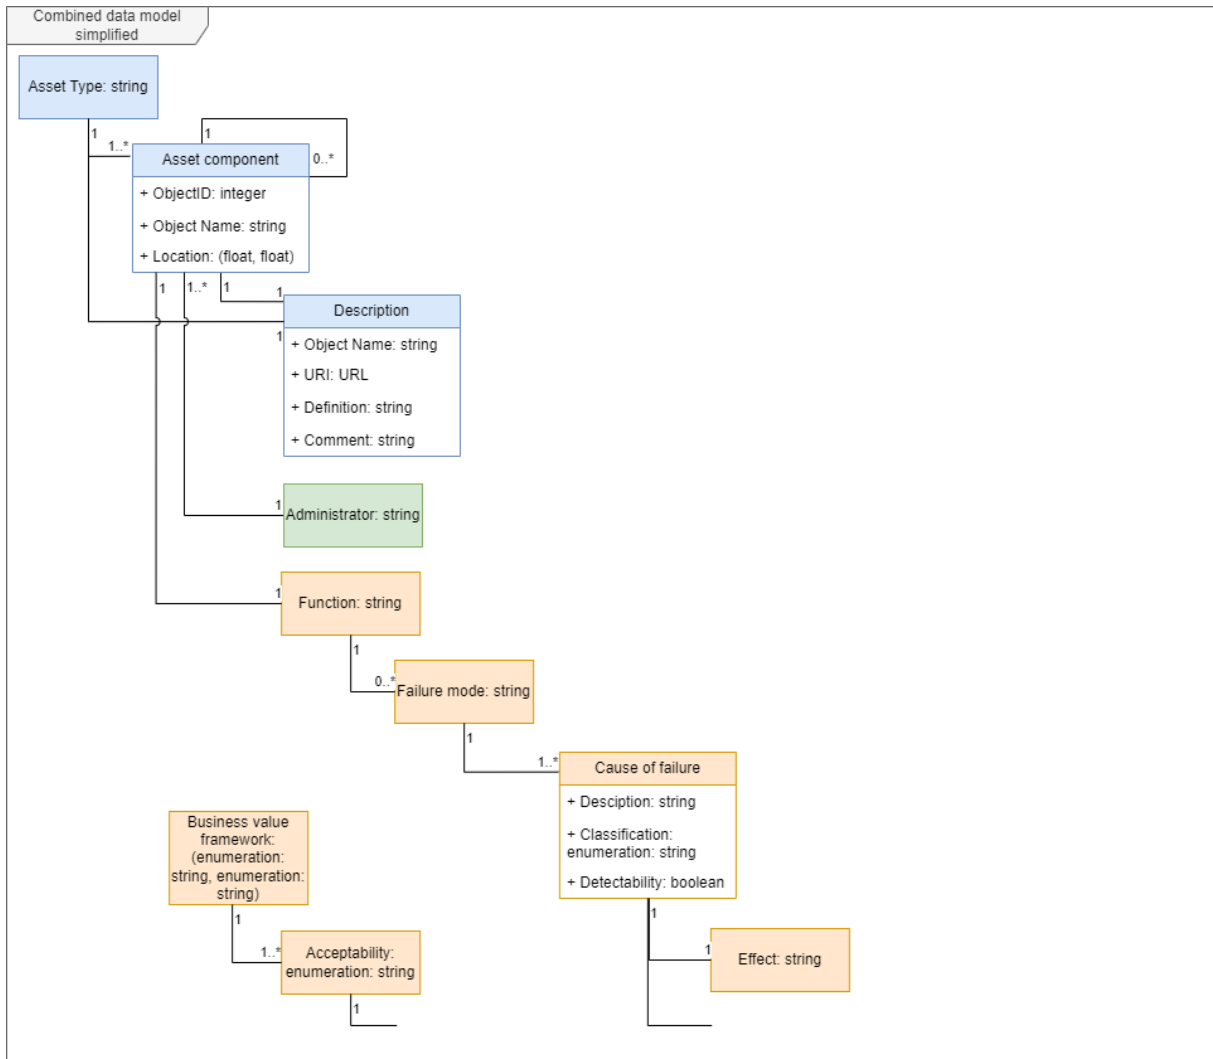 Combined data model
simplified
Asset Type: string
1
1..*
1
0..*
Asset component
+ ObjectID: integer
+ Object Name: string
+ Location: (float, float)
1
1..*
1
1
1
Description
+ Object Name: string
+ URI: URL
+ Definition: string
+ Comment: string
1
Administrator: string
1
Function: string
1
0..*
Failure mode: string
1
1..*
Cause of failure
+ Desciption: string
+ Classification:
enumeration: string
+ Detectability: boolean
Business value
framework:
(enumeration:
string, enumeration:
string)
1
1..*
Acceptability:
enumeration: string
1
1
1
Effect: string